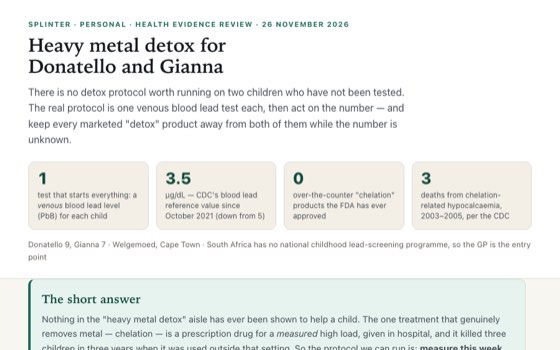 SPLINTER · PERSONAL · HEALTH EVIDENCE REVIEW · 26 NOVEMBER 2026
Heavy metal detox for
Donatello and Gianna
There is no detox protocol worth running on two children who have not been tested.
The real protocol is one venous blood lead test each, then act on the number — and
keep every marketed "detox" product away from both of them while the number is
unknown.
1
test that starts everything: a
venous blood lead level
(PbB) for each child
3.5
µg/dL — CDC's blood lead
reference value since
October 2021 (down from 5)
0
over-the-counter "chelation"
products the FDA has ever
approved
3
deaths from chelation-
related hypocalcaemia,
2003–2005, per the CDC
Donatello 9, Gianna 7 · Welgemoed, Cape Town · South Africa has no national childhood lead-screening programme, so the GP is the entry
point
The short answer
Nothing in the "heavy metal detox" aisle has ever been shown to help a child. The one treatment that genuinely
removes metal — chelation — is a prescription drug for a measured high load, given in hospital, and it killed three
children in three years when it was used outside that setting. So the protocol we can run is: measure this week